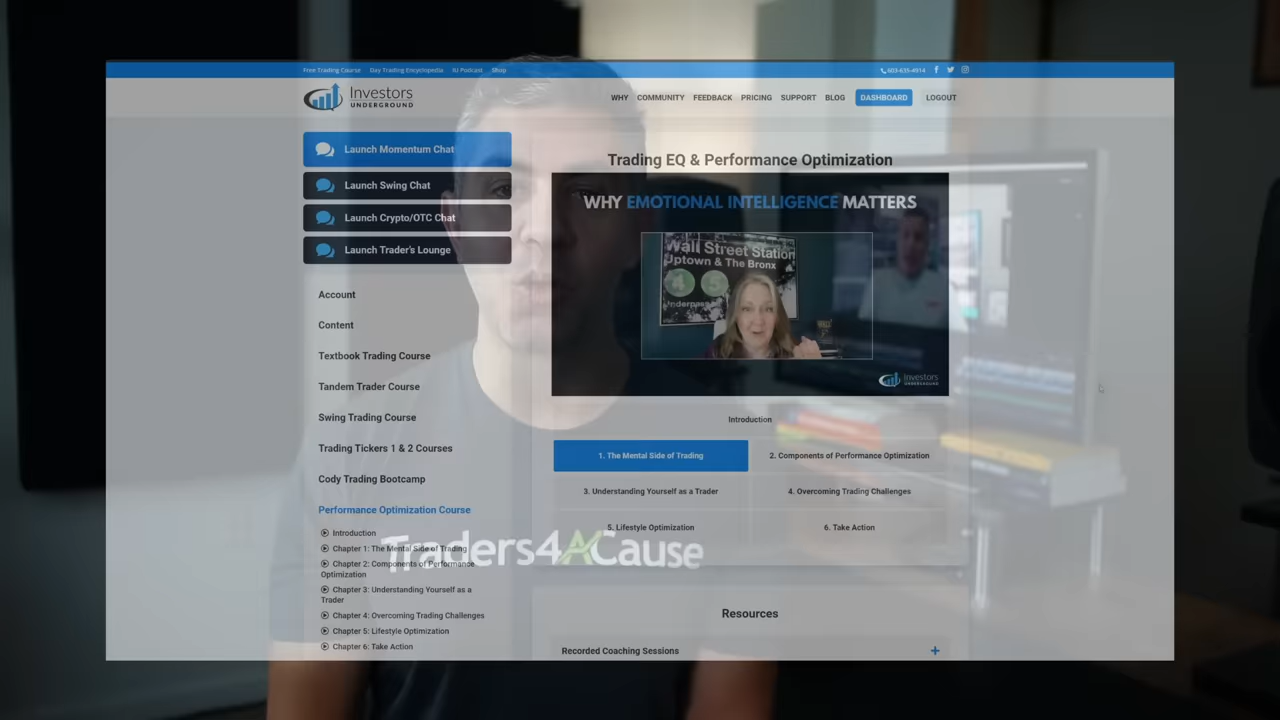 Free Trading Course Day Trading Encyclopedia IU Podcast Shop
603-635-4914
Investors
UNDERGROUND
WHY COMMUNITY FEEDBACK PRICING SUPPORT BLOG DASHBOARD LOGOUT
Launch Momentum Chat
Launch Swing Chat
Launch Crypto/OTC Chat
Launch Trader's Lounge
Account
Content
Textbook Trading Course
Tandem Trader Course
Swing Trading Course
Trading Tickers 1 & 2 Courses
Cody Trading Bootcamp
Performance Optimization Course
Introduction
Chapter 1: The Mental Side of Trading
Chapter 2: Components of Performance
Optimization
Chapter 3: Understanding Yourself as a
Trader
Chapter 4: Overcoming Trading Challenges
Chapter 5: Lifestyle Optimization
Chapter 6: Take Action
Trading EQ & Performance Optimization
WHY EMOTIONAL INTELLIGENCE MATTERS
Wall Street Station
Uptown & The Bronx
4 5
Underpass
Investors
UNDERGROUND
Introduction
1. The Mental Side of Trading
2. Components of Performance Optimization
3. Understanding Yourself as a Trader
4. Overcoming Trading Challenges
5. Lifestyle Optimization
6. Take Action
Traders4ACause
Resources
Recorded Coaching Sessions